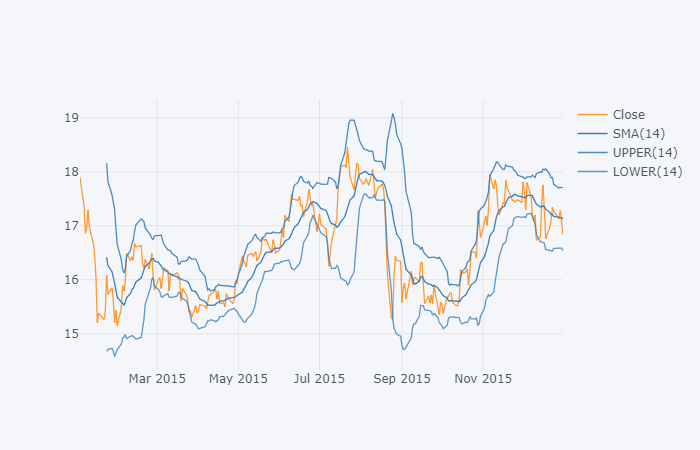 19
18
17
16
15
Mar 2015
May 2015
Jul 2015
Sep 2015
Nov 2015
Close
SMA(14)
UPPER(14)
LOWER(14)